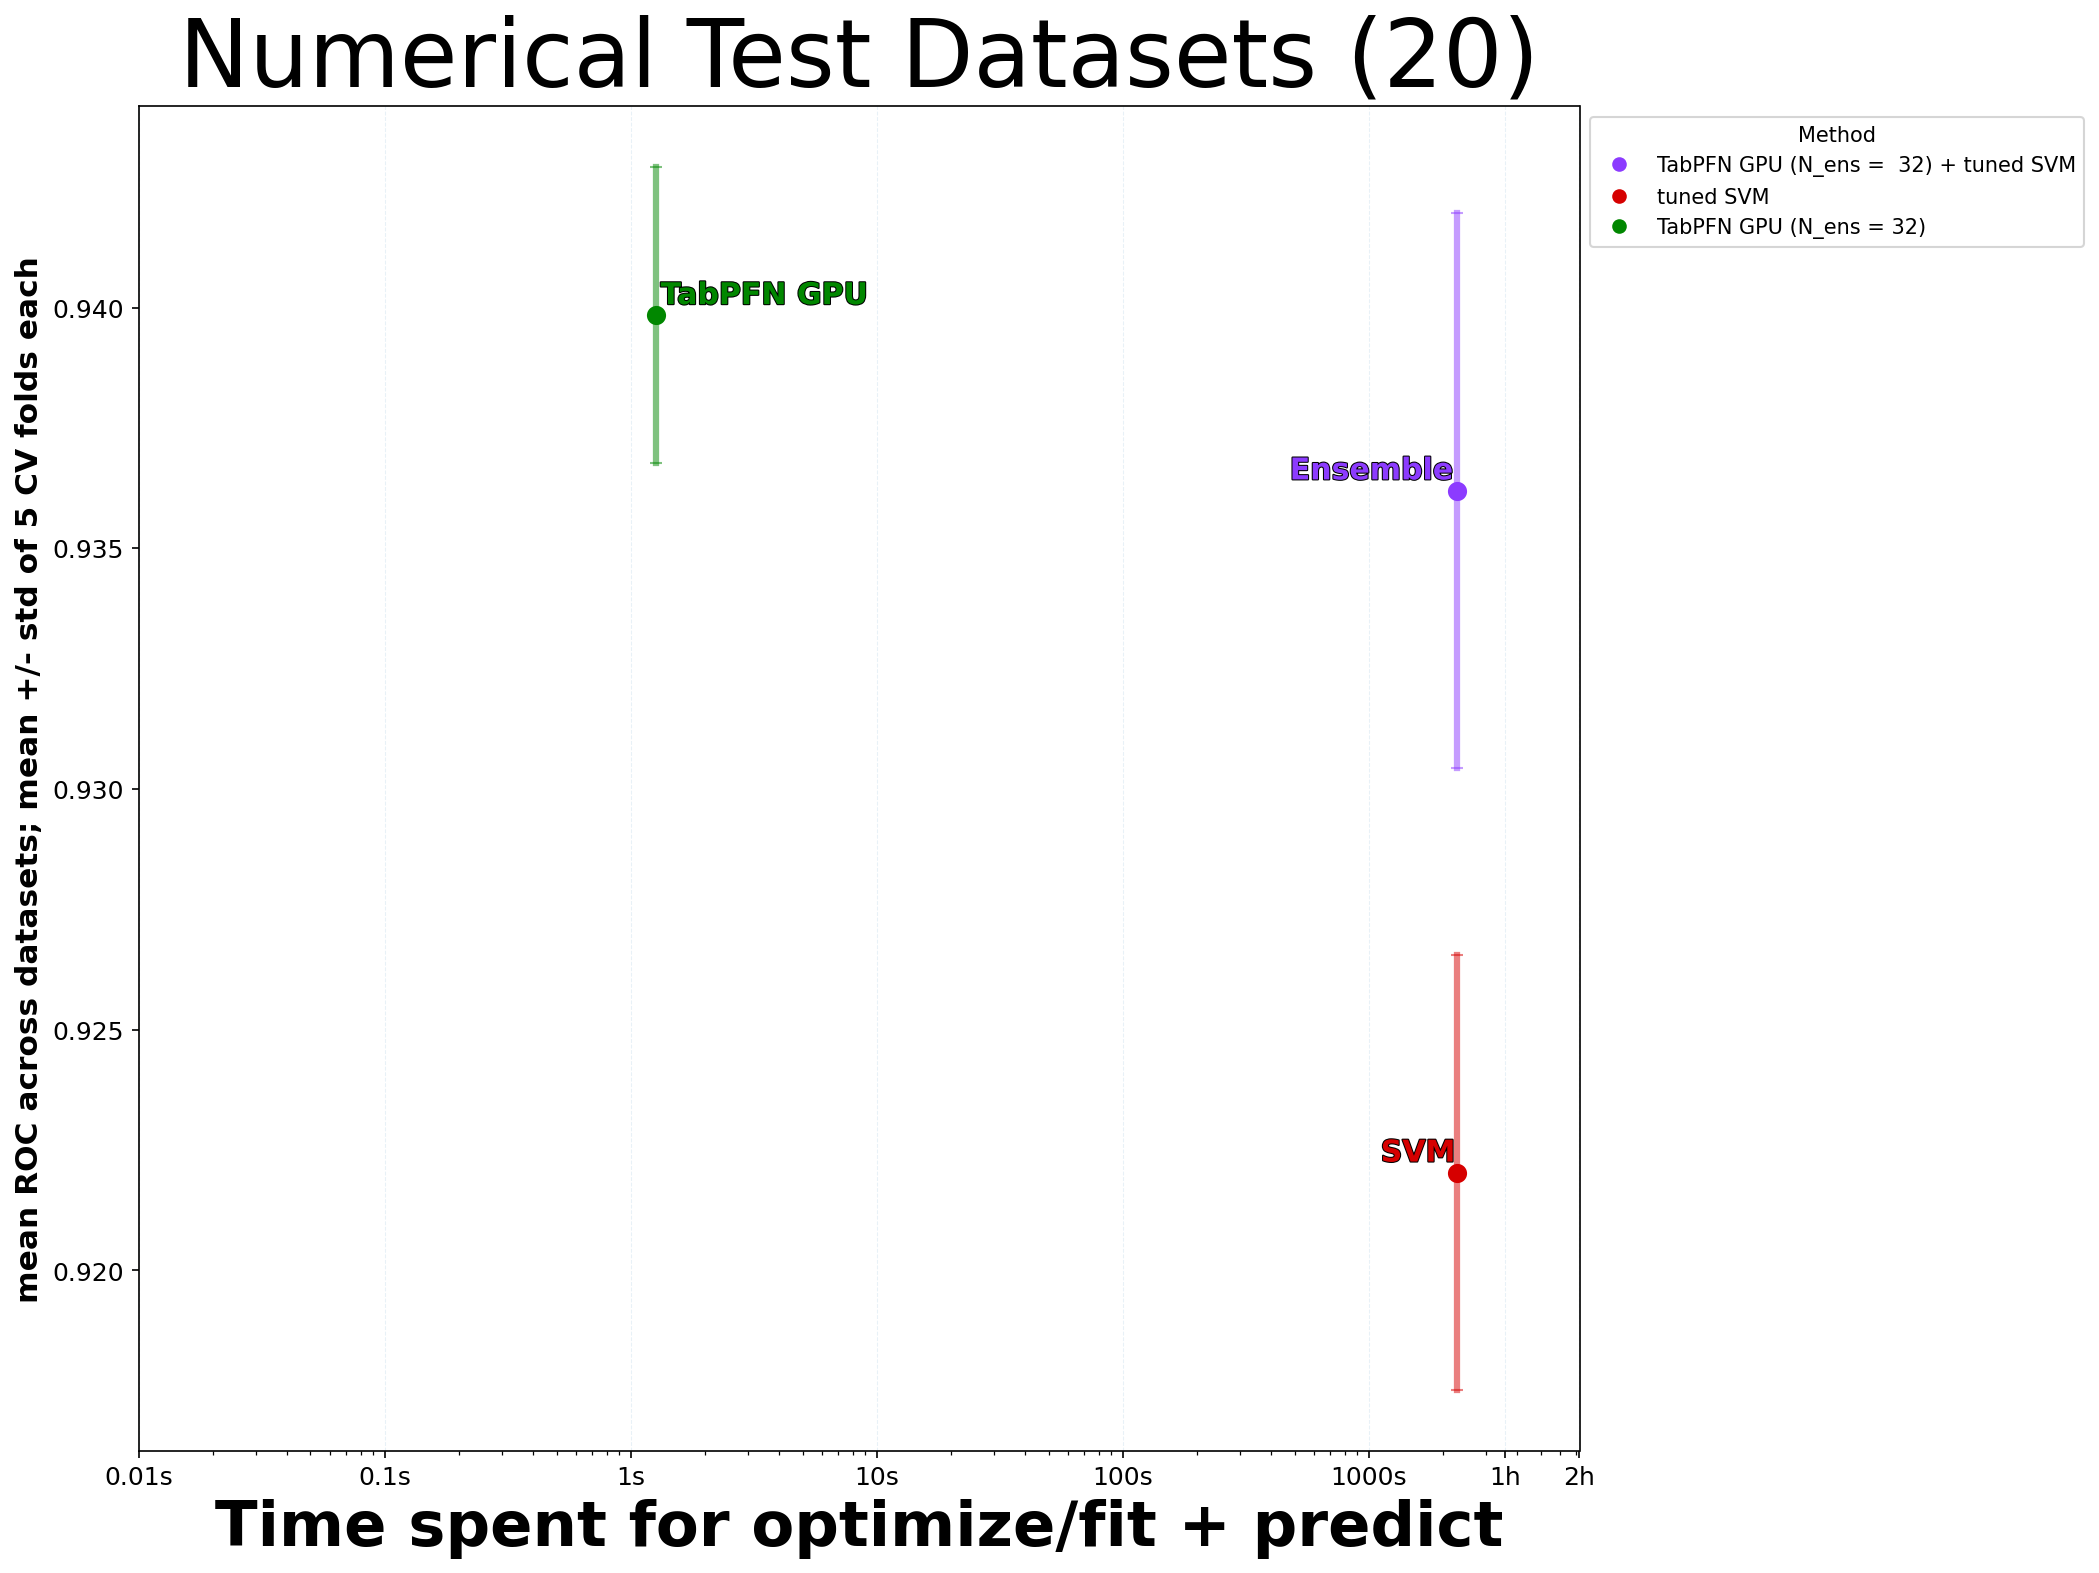 Numerical Test Datasets (20)
mean ROC across datasets; mean +/- std of 5 CV folds each
0.940
0.935
0.930
0.925
0.920
TabPFN GPU
Ensemble
SVM
0.01s
0.1s
1s
10s
100s
1000s
1h
2h
Time spent for optimize/fit + predict
Method
TabPFN GPU (N_ens =  32) + tuned SVM
tuned SVM
TabPFN GPU (N_ens = 32)